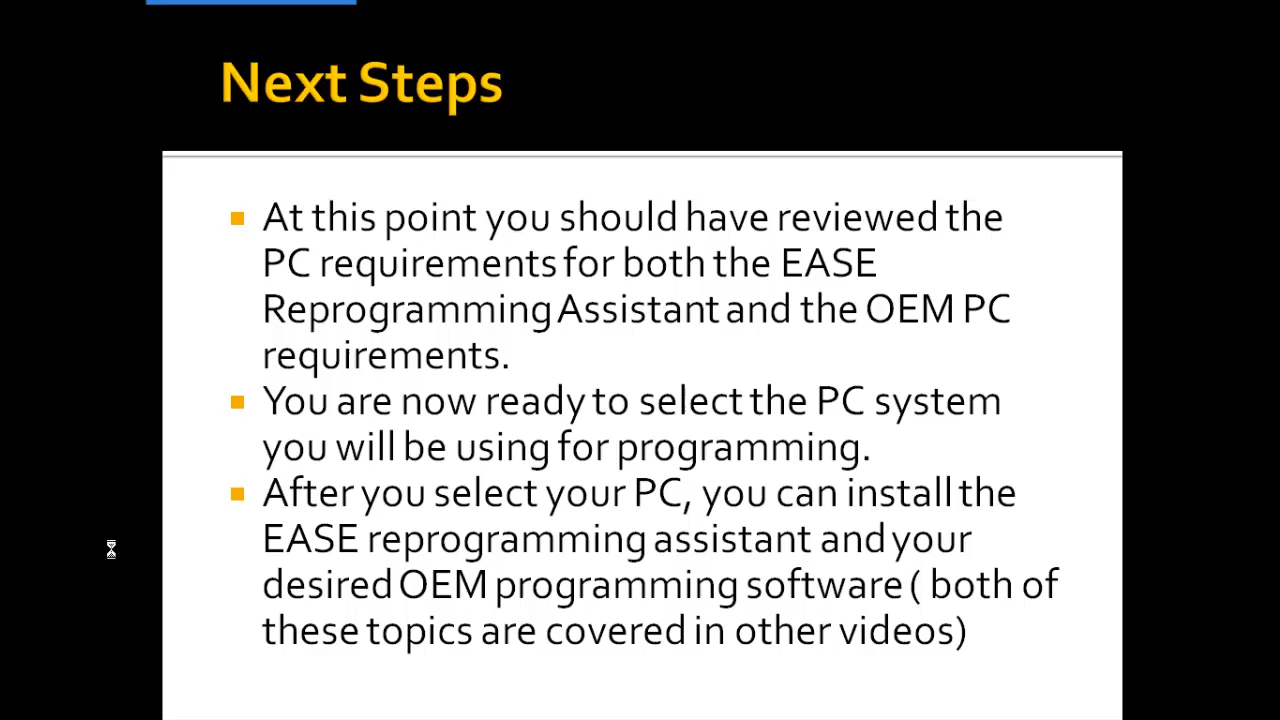 Next Steps
At this point you should have reviewed the
PC requirements for both the EASE
Reprogramming Assistant and the OEM PC
requirements.
You are now ready to select the PC system
you will be using for programming.
After you select your PC, you can install the
EASE reprogramming assistant and your
desired OEM programming software ( both of
these topics are covered in other videos)